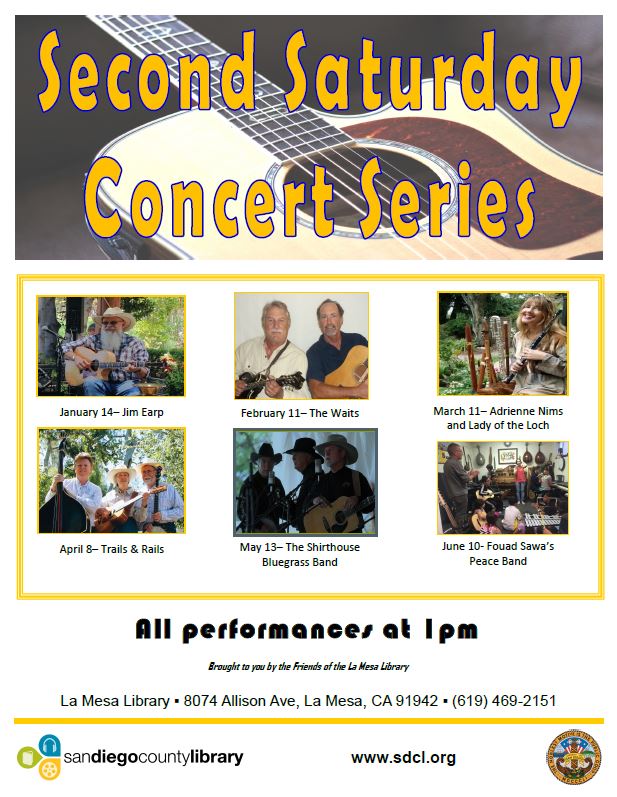 Second Saturday
Concert Series
January 14– Jim Earp
February 11– The Waits
March 11– Adrienne Nims
and Lady of the Loch
April 8– Trails & Rails
May 13– The Shirthouse
Bluegrass Band
June 10- Fouad Sawa's
Peace Band
All performances at 1pm
Brought to you by the Friends of the La Mesa Library
La Mesa Library ▪ 8074 Allison Ave, La Mesa, CA 91942 ▪ (619) 469-2151
sandiegocountylibrary
www.sdcl.org